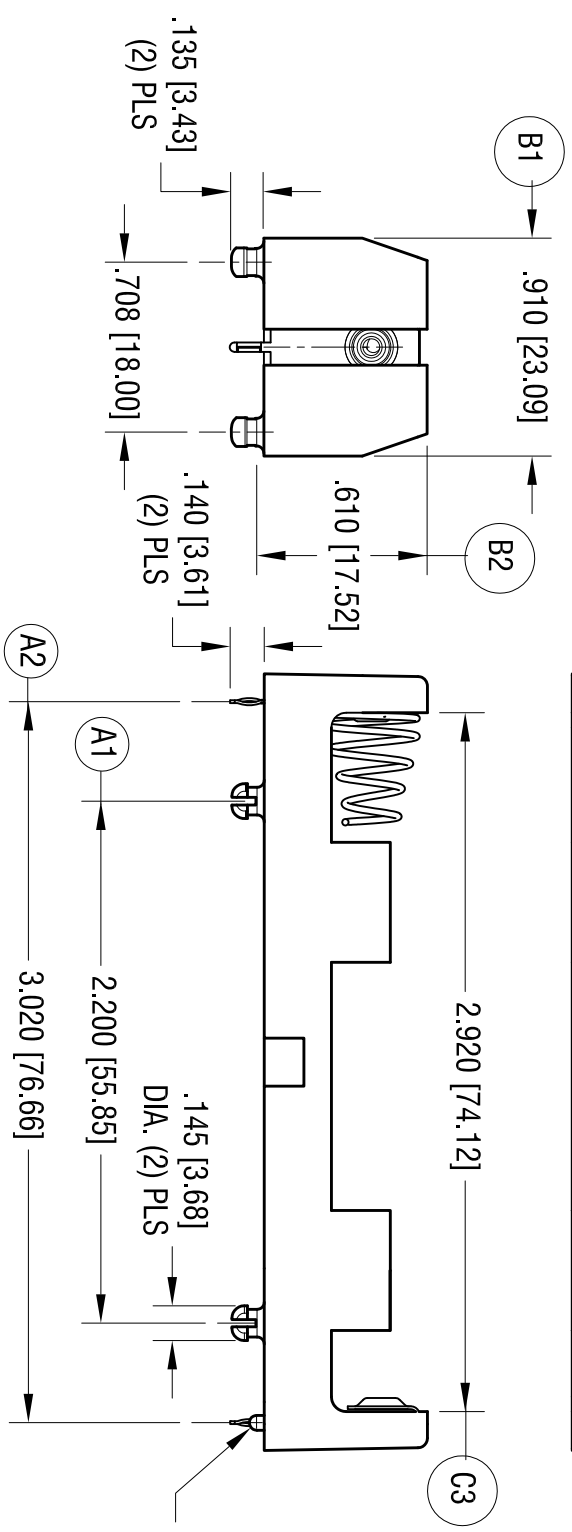 B1
.910 [23.09]
B2
.610 [17.52]
.135 [3.43]
(2) PLS
.708 [18.00]
.140 [3.61]
(2) PLS
2.920 [74.12]
C3
A2
A1
2.200 [55.85]
.145 [3.68]
DIA. (2) PLS
3.020 [76.66]